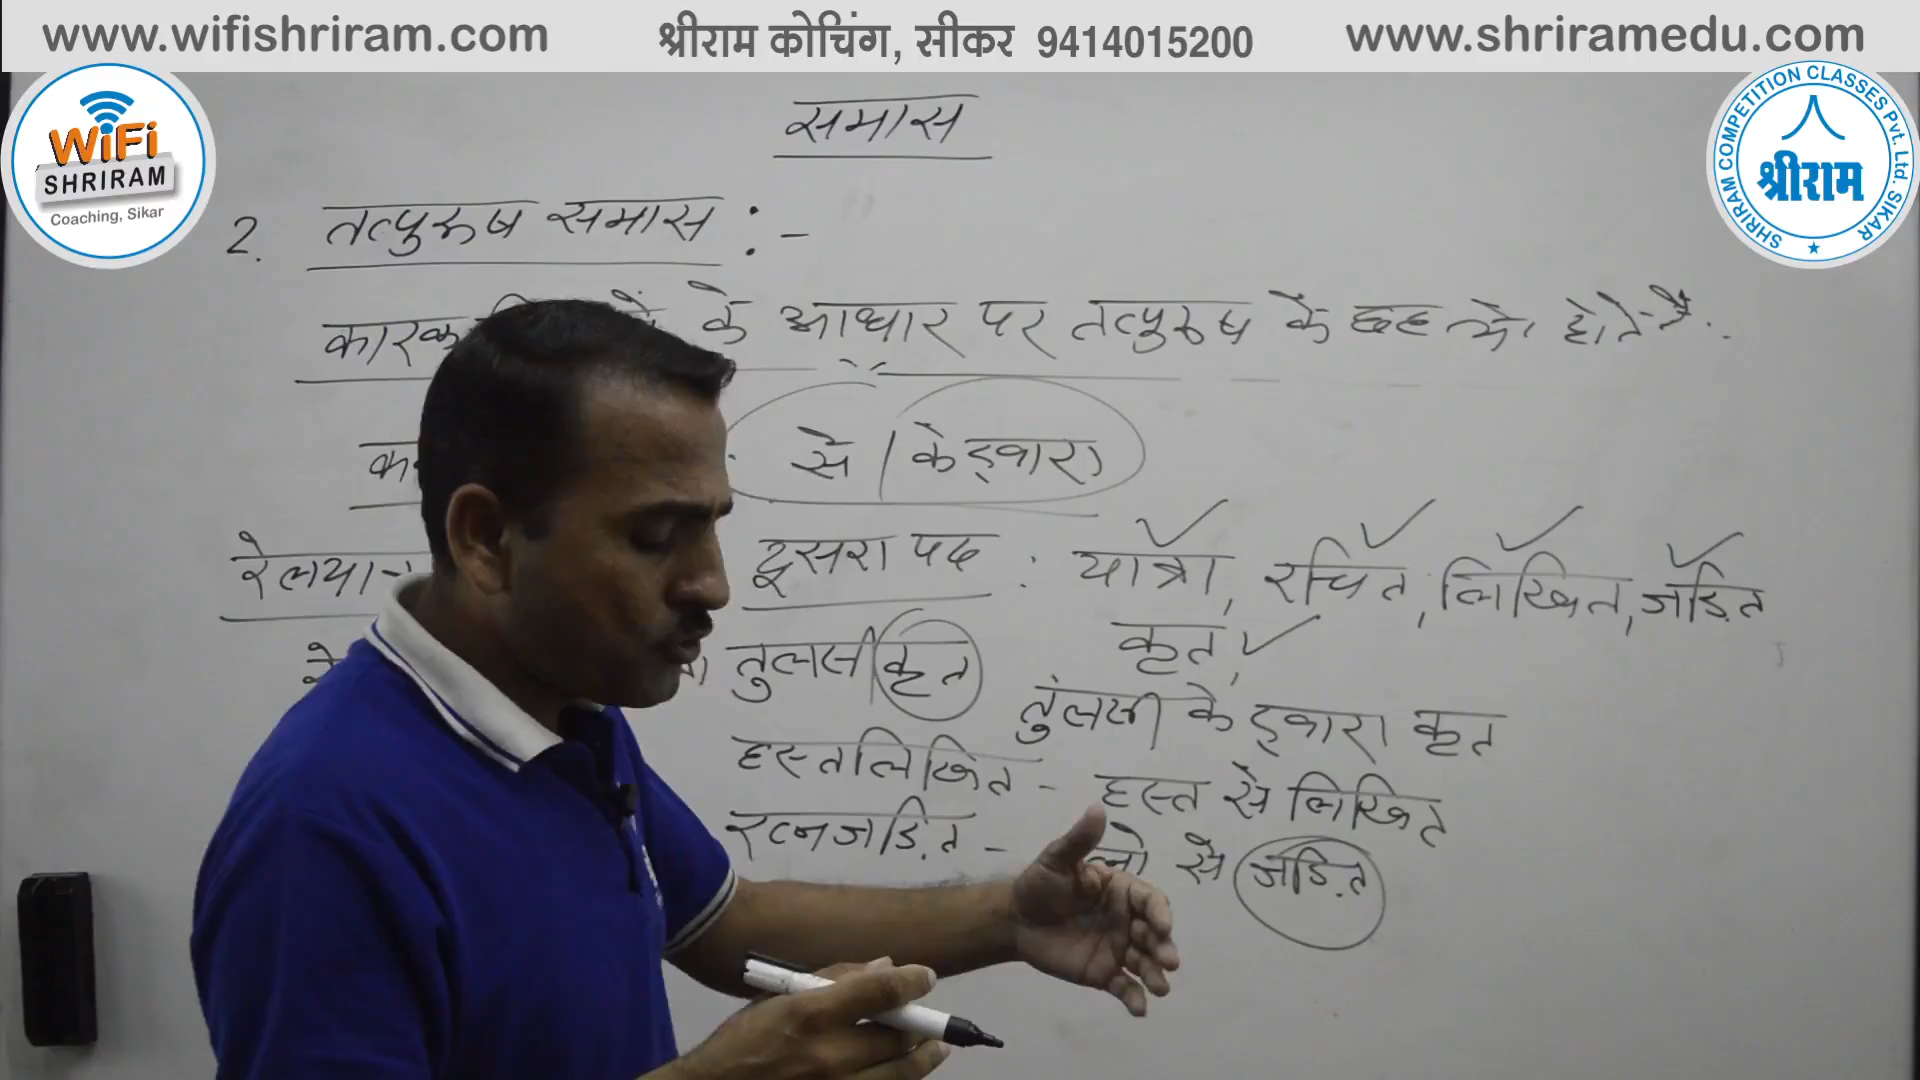 www.wifishriram.com
श्रीराम कोचिंग, सीकर 9414015200
www.shriramedu.com
WiFi
SHRIRAM
Coaching, Sikar
SHRIRAM COMPETITION CLASSES Pvt. Ltd. SIKAR
श्रीराम
समास
2. तत्पुरूष समास :-
के आधार पर तत्पुरूष के छह होते हैं.
से / के द्वारा
दूसरा पद : यात्रा, रचित, लिखित, जड़ित
कृत,
तुलसीकृत तुलसी के द्वारा कृत
हस्तलिखित - हस्त से लिखित
रत्नजड़ित - से जड़ित